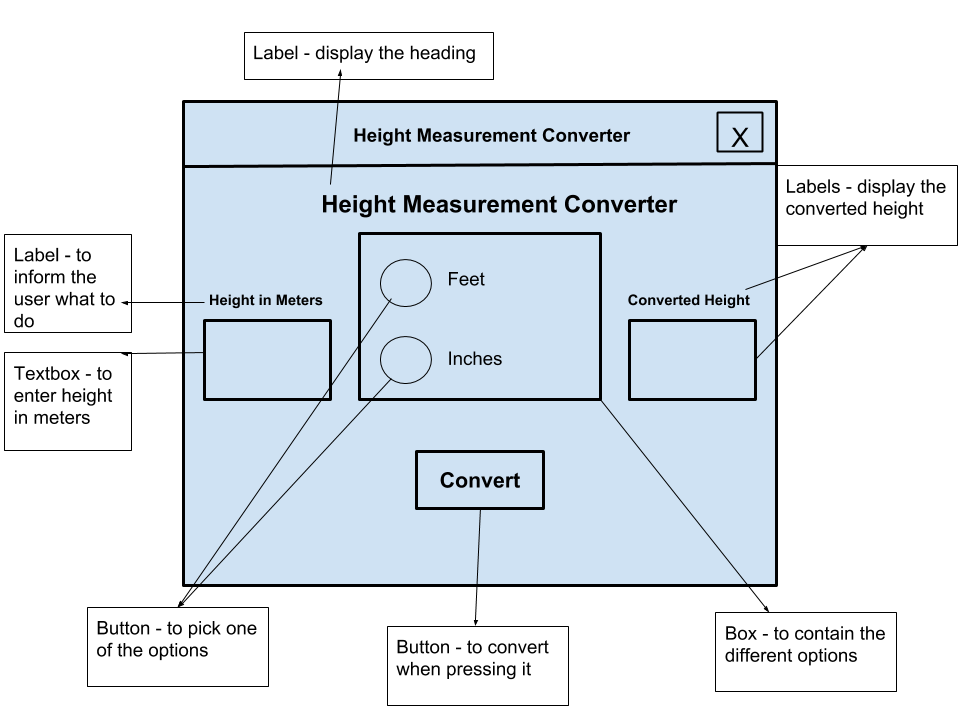 Label - display the heading
Height Measurement Converter
X
Height Measurement Converter
Labels - display the
converted height
Label - to
inform the
user what to
do
Height in Meters
Feet
Inches
Converted Height
Textbox - to
enter height
in meters
Convert
Button - to pick one
of the options
Button - to convert
when pressing it
Box - to contain the
different options